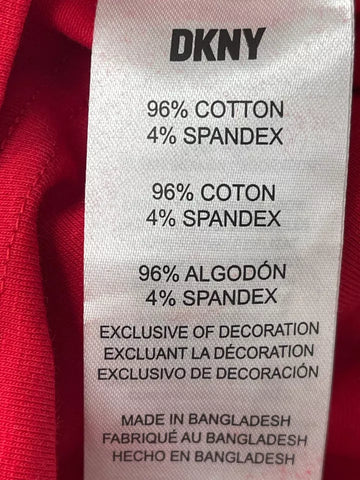 DKNY
96% COTTON
4% SPANDEX
96% COTON
4% SPANDEX
96% ALGODÓN
4% SPANDEX
EXCLUSIVE OF DECORATION
EXCLUANT LA DÉCORATION
EXCLUSIVO DE DECORACIÓN
MADE IN BANGLADESH
FABRIQUÉ AU BANGLADESH
HECHO EN BANGLADESH